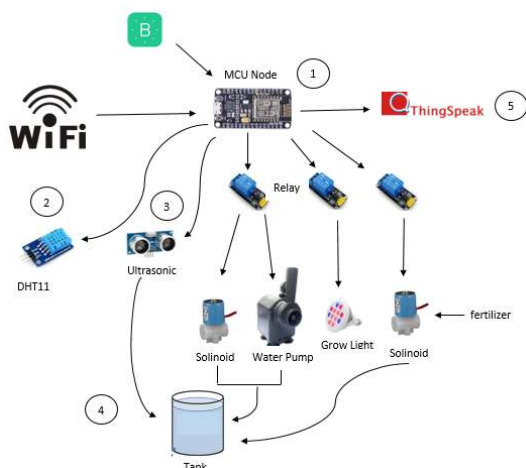 B
MCU Node
1
5
WiFi
ThingSpeak
2
3
Relay
DHT11
Ultrasonic
Solinoid
Water Pump
Grow Light
Solinoid
fertilizer
4
Tank